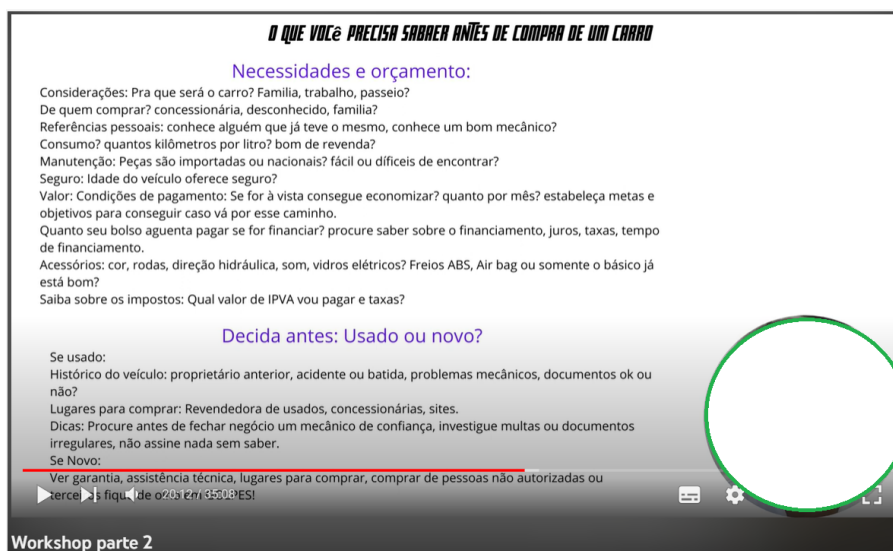 O QUE VOCê PRECISA SABAER ANTES DE COMPRA DE UM CARRO
Necessidades e orçamento:
Considerações: Pra que será o carro? Familia, trabalho, passeio?
De quem comprar? concessionária, desconhecido, familia?
Referências pessoais: conhece alguém que já teve o mesmo, conhece um bom mecânico?
Consumo? quantos kilômetros por litro? bom de revenda?
Manutenção: Peças são importadas ou nacionais? fácil ou díficeis de encontrar?
Seguro: Idade do veículo oferece seguro?
Valor: Condições de pagamento: Se for à vista consegue economizar? quanto por mês? estabeleça metas e
objetivos para conseguir caso vá por esse caminho.
Quanto seu bolso aguenta pagar se for financiar? procure saber sobre o financiamento, juros, taxas, tempo
de financiamento.
Acessórios: cor, rodas, direção hidráulica, som, vidros elétricos? Freios ABS, Air bag ou somente o básico já
está bom?
Saiba sobre os impostos: Qual valor de IPVA vou pagar e taxas?
Decida antes: Usado ou novo?
Se usado:
Histórico do veículo: proprietário anterior, acidente ou batida, problemas mecânicos, documentos ok ou
não?
Lugares para comprar: Revendedora de usados, concessionárias, sites.
Dicas: Procure antes de fechar negócio um mecânico de confiança, investigue multas ou documentos
irregulares, não assine nada sem saber.
Se Novo:
Ver garantia, assistência técnica, lugares para comprar, comprar de pessoas não autorizadas ou
de
Workshop parte 2